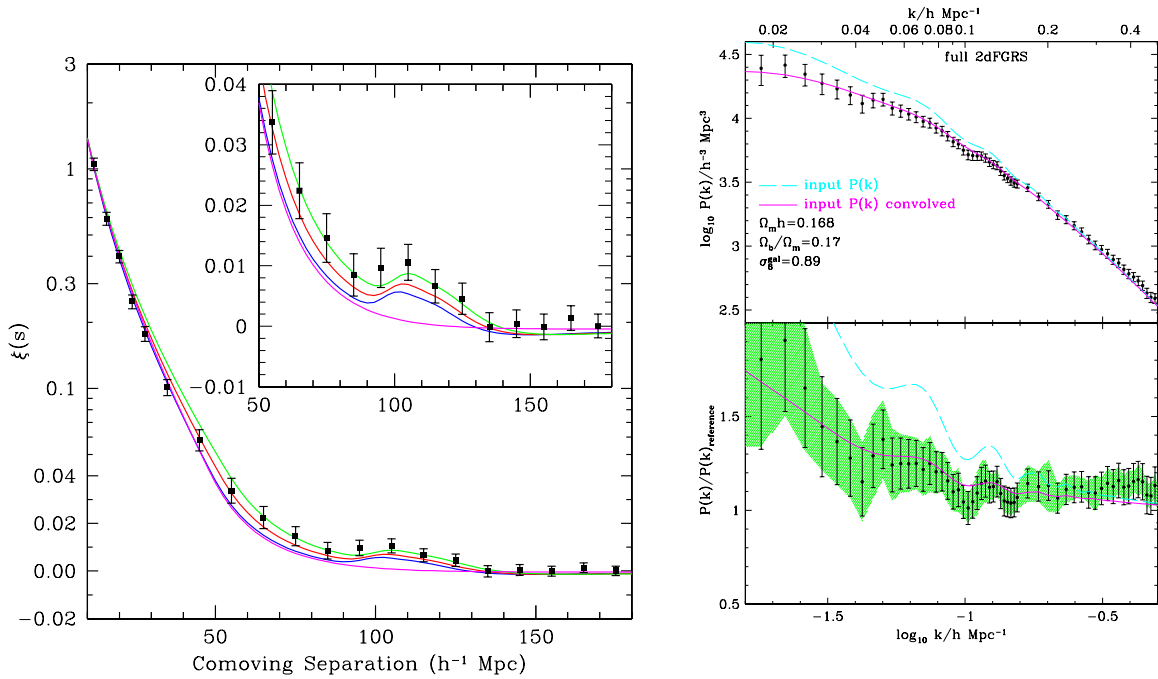 3
1
0.3
0.1
0.04
0.02
0.00
−0.02
ξ(s)
50
100
150
Comoving Separation (h⁻¹ Mpc)
0.04
0.03
0.02
0.01
0
−0.01
50
100
150
k/h Mpc⁻¹
0.02 0.04 0.06 0.08 0.1 0.2 0.4
full 2dFGRS
4.5
4
3.5
3
2.5
log₁₀ P(k)/h⁻³ Mpc³
input P(k)
input P(k) convolved
Ωₘh=0.168
Ω_b/Ωₘ=0.17
σ₈^gal=0.89
1.5
1
0.5
P(k)/P(k)reference
−1.5 −1 −0.5
log₁₀ k/h Mpc⁻¹